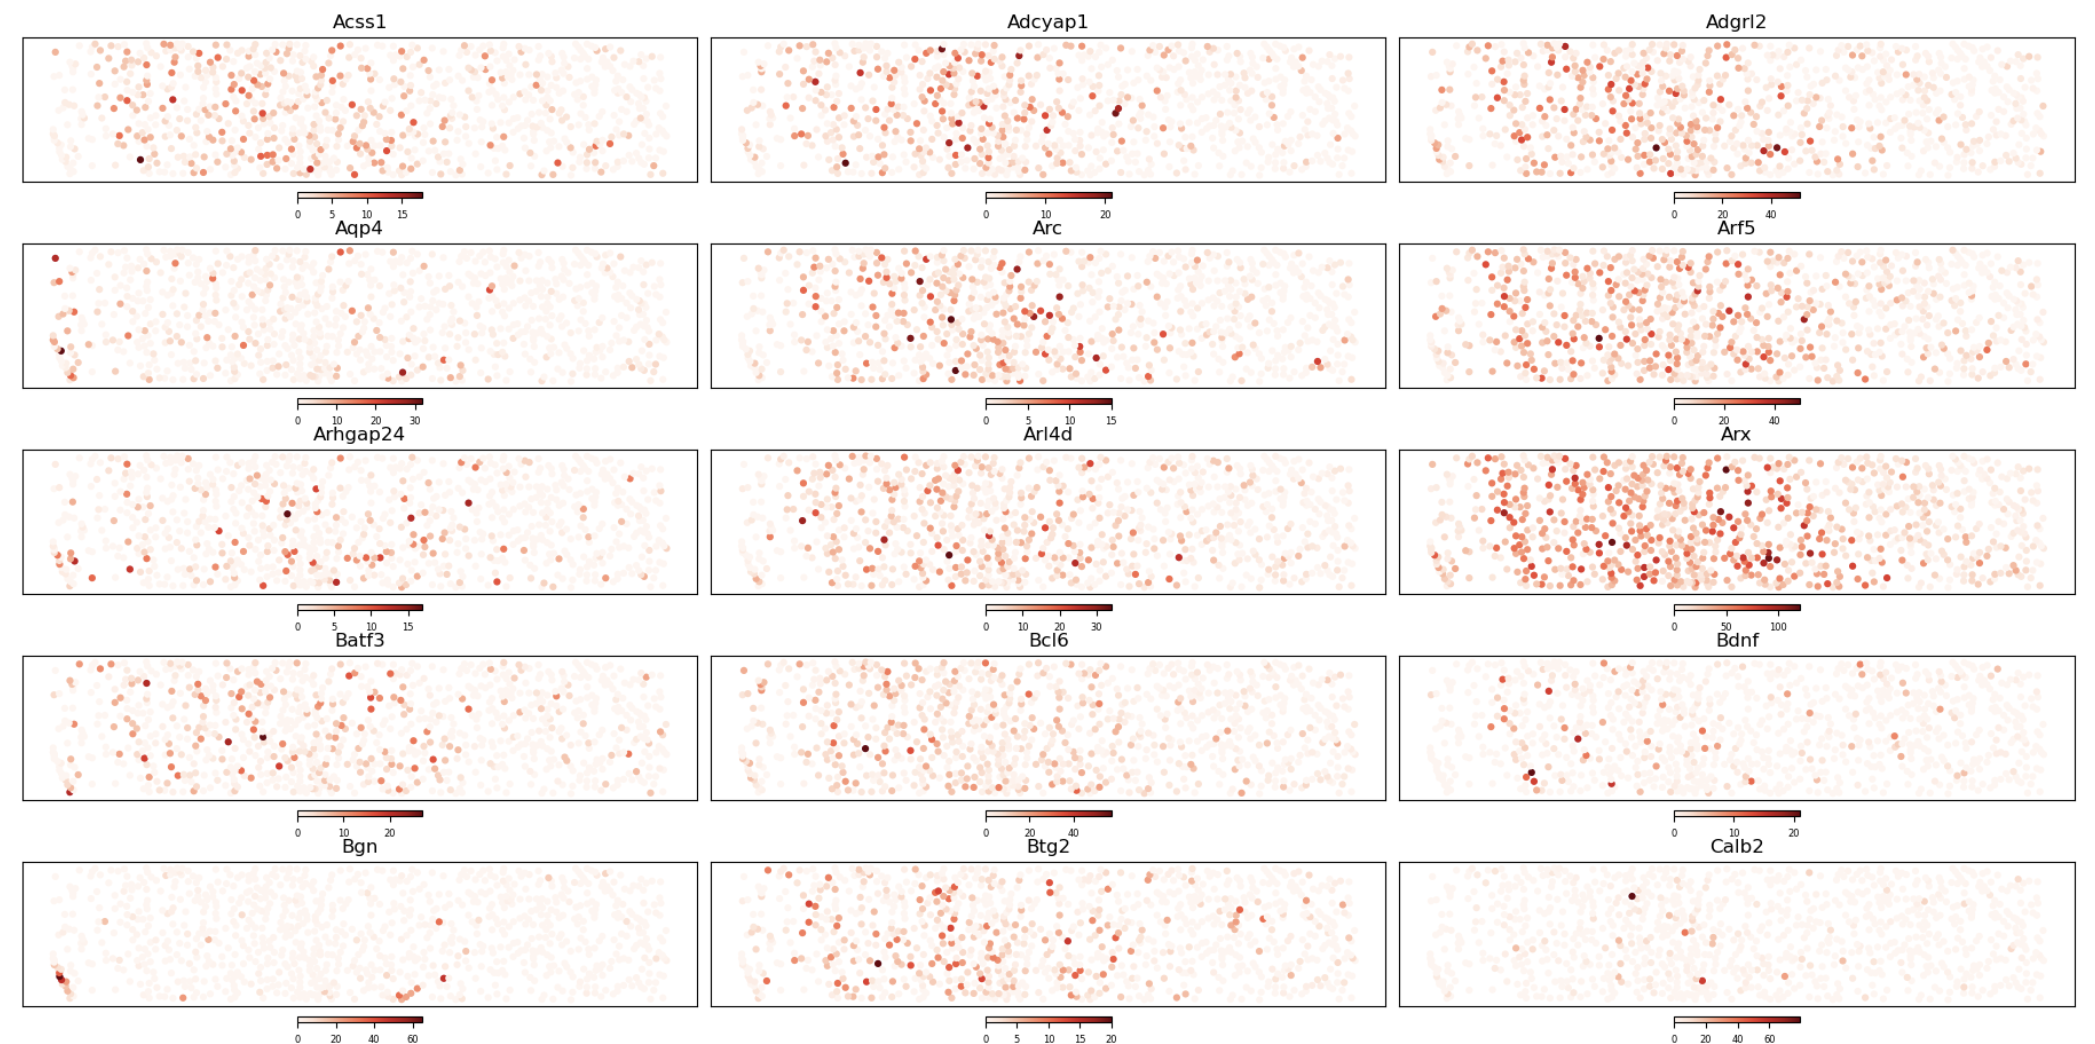 Acss1 Adcyap1 Adgrl2
0 5 10 15 0 10 20 0 20 40
Aqp4 Arc Arf5
0 10 20 30 0 5 10 15 0 20 40
Arhgap24 Arl4d Arx
0 5 10 15 0 10 20 30 0 50 100
Batf3 Bcl6 Bdnf
0 10 20 0 20 40 0 10 20
Bgn Btg2 Calb2
0 20 40 60 0 5 10 15 20 0 20 40 60